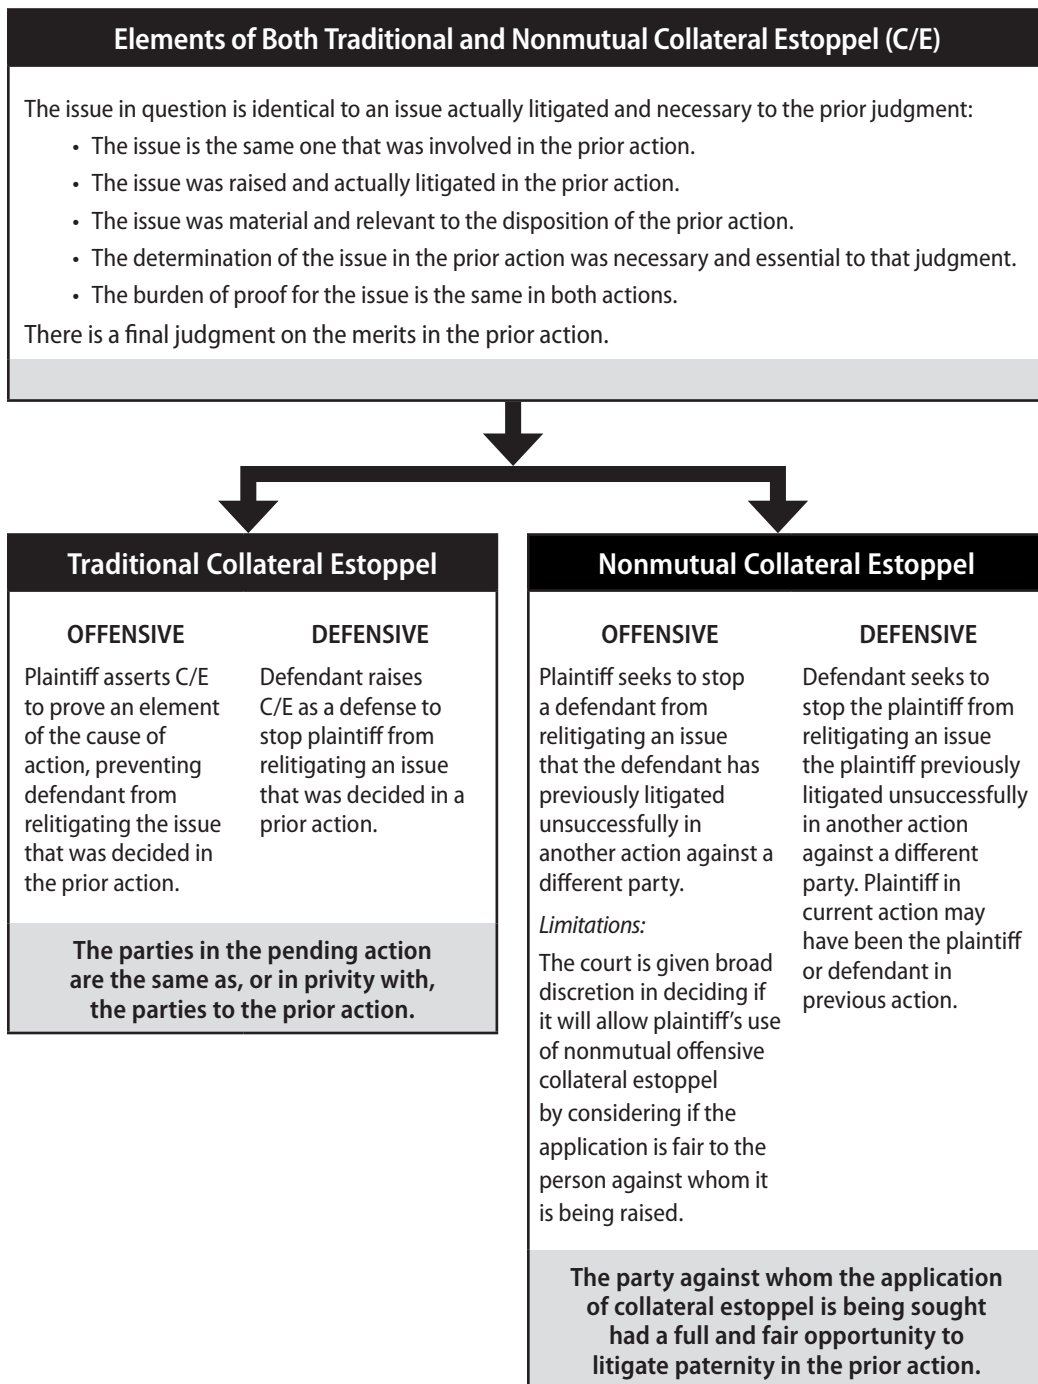 Elements of Both Traditional and Nonmutual Collateral Estoppel (C/E)
The issue in question is identical to an issue actually litigated and necessary to the prior judgment:
• The issue is the same one that was involved in the prior action.
• The issue was raised and actually litigated in the prior action.
• The issue was material and relevant to the disposition of the prior action.
• The determination of the issue in the prior action was necessary and essential to that judgment.
• The burden of proof for the issue is the same in both actions.
There is a final judgment on the merits in the prior action.
Traditional Collateral Estoppel
OFFENSIVE
Plaintiff asserts C/E
to prove an element
of the cause of
action, preventing
defendant from
relitigating the issue
that was decided in
the prior action.
DEFENSIVE
Defendant raises
C/E as a defense to
stop plaintiff from
relitigating an issue
that was decided in a
prior action.
The parties in the pending action
are the same as, or in privity with,
the parties to the prior action.
Nonmutual Collateral Estoppel
OFFENSIVE
Plaintiff seeks to stop
a defendant from
relitigating an issue
that the defendant has
previously litigated
unsuccessfully in
another action against a
different party.
Limitations:
The court is given broad
discretion in deciding if
it will allow plaintiff's use
of nonmutual offensive
collateral estoppel
by considering if the
application is fair to the
person against whom it
is being raised.
DEFENSIVE
Defendant seeks to
stop the plaintiff from
relitigating an issue
the plaintiff previously
litigated unsuccessfully
in another action
against a different
party. Plaintiff in
current action may
have been the plaintiff
or defendant in
previous action.
The party against whom the application
of collateral estoppel is being sought
had a full and fair opportunity to
litigate paternity in the prior action.